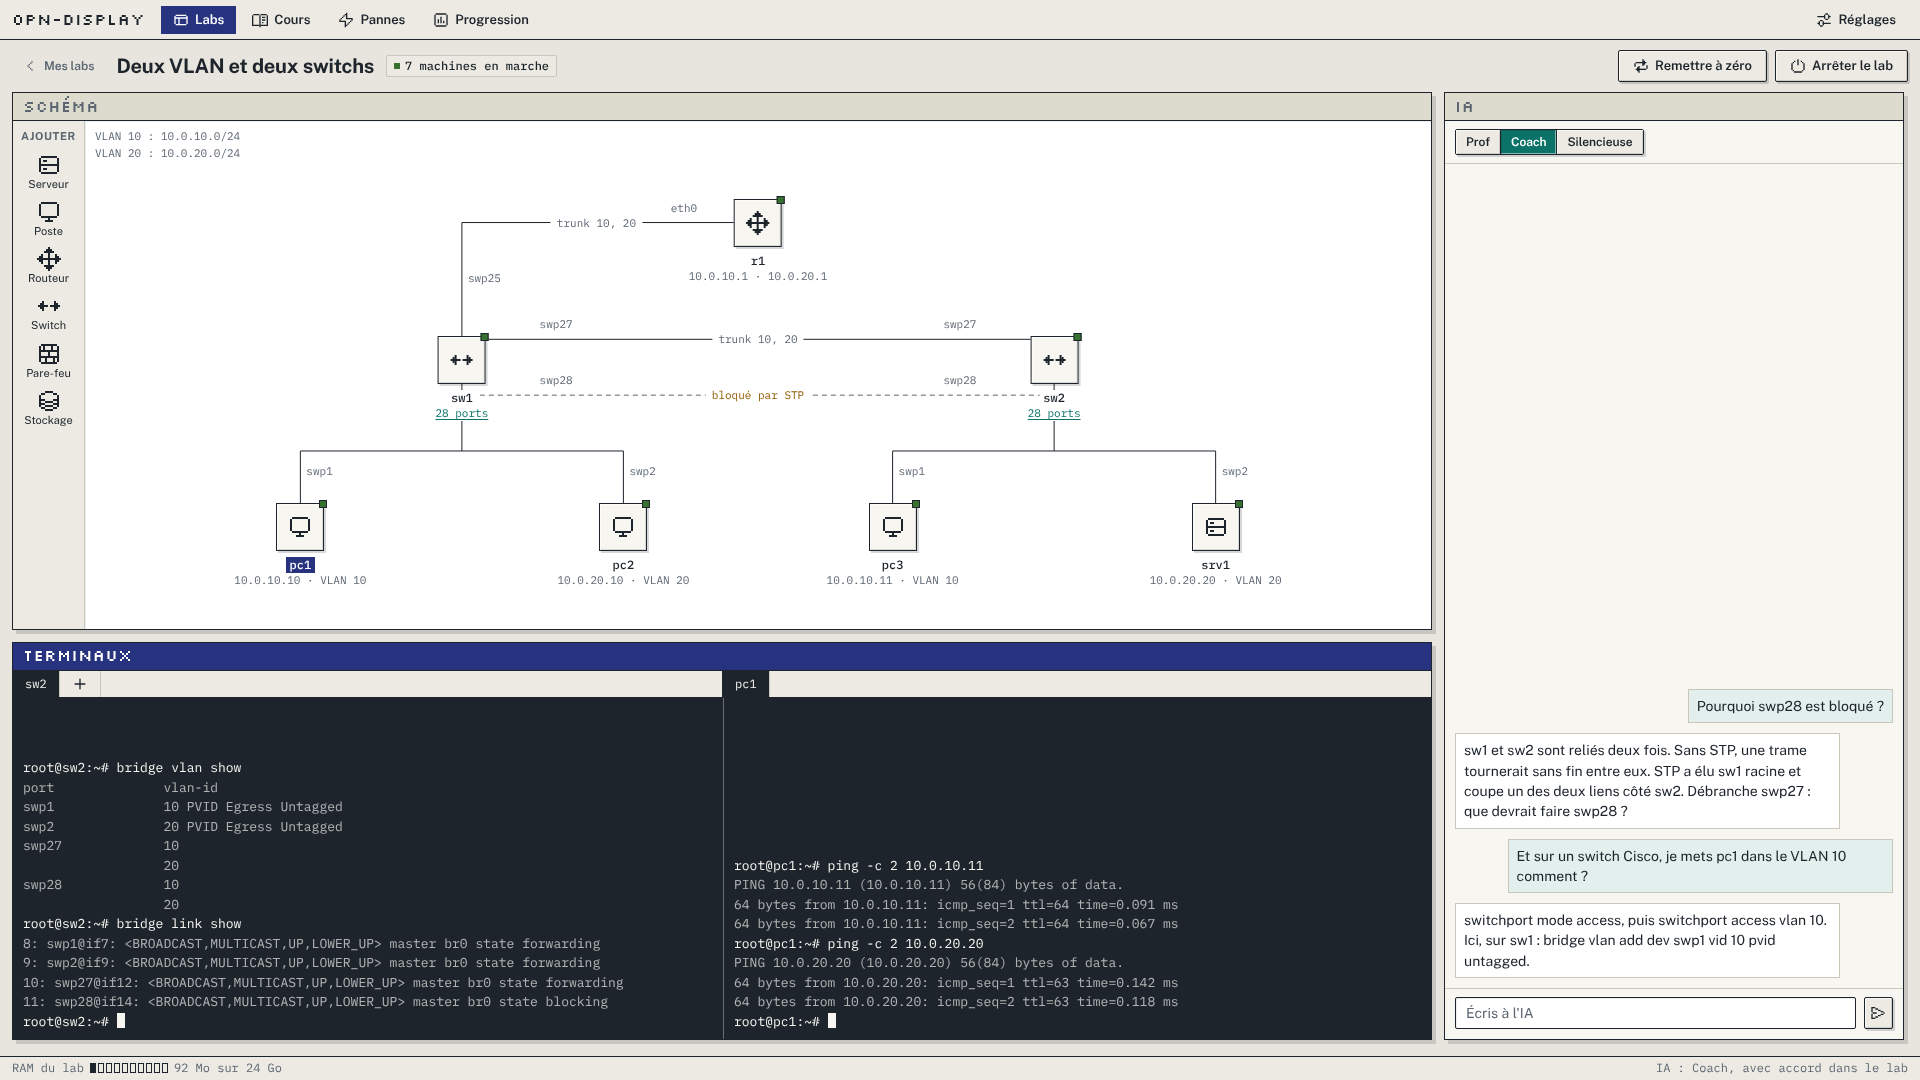 OPN-DISPLAY
Labs
Cours
Pannes
Progression
Réglages
Mes labs
Deux VLAN et deux switchs
7 machines en marche
Remettre à zéro
Arrêter le lab
SCHÉMA
AJOUTER
Serveur
Poste
Routeur
Switch
Pare-feu
Stockage
VLAN 10 : 10.0.10.0/24
VLAN 20 : 10.0.20.0/24
eth0
trunk 10, 20
r1
10.0.10.1 · 10.0.20.1
swp25
swp27
swp27
trunk 10, 20
swp28
swp28
bloqué par STP
sw1
28 ports
sw2
28 ports
swp1
swp2
swp1
swp2
pc1
10.0.10.10 · VLAN 10
pc2
10.0.20.10 · VLAN 20
pc3
10.0.10.11 · VLAN 10
srv1
10.0.20.20 · VLAN 20
TERMINAUX
sw2
+
root@sw2:~# bridge vlan show
port vlan-id
swp1 10 PVID Egress Untagged
swp2 20 PVID Egress Untagged
swp27 10
20
swp28 10
20
root@sw2:~# bridge link show
8: swp1@if7: <BROADCAST,MULTICAST,UP,LOWER_UP> master br0 state forwarding
9: swp2@if9: <BROADCAST,MULTICAST,UP,LOWER_UP> master br0 state forwarding
10: swp27@if12: <BROADCAST,MULTICAST,UP,LOWER_UP> master br0 state forwarding
11: swp28@if14: <BROADCAST,MULTICAST,UP,LOWER_UP> master br0 state blocking
root@sw2:~#
pc1
root@pc1:~# ping -c 2 10.0.10.11
PING 10.0.10.11 (10.0.10.11) 56(84) bytes of data.
64 bytes from 10.0.10.11: icmp_seq=1 ttl=64 time=0.091 ms
64 bytes from 10.0.10.11: icmp_seq=2 ttl=64 time=0.067 ms
root@pc1:~# ping -c 2 10.0.20.20
PING 10.0.20.20 (10.0.20.20) 56(84) bytes of data.
64 bytes from 10.0.20.20: icmp_seq=1 ttl=63 time=0.142 ms
64 bytes from 10.0.20.20: icmp_seq=2 ttl=63 time=0.118 ms
root@pc1:~#
IA
Prof
Coach
Silencieuse
Pourquoi swp28 est bloqué ?
sw1 et sw2 sont reliés deux fois. Sans STP, une trame
tournerait sans fin entre eux. STP a élu sw1 racine et
coupe un des deux liens côté sw2. Débranche swp27 :
que devrait faire swp28 ?
Et sur un switch Cisco, je mets pc1 dans le VLAN 10
comment ?
switchport mode access, puis switchport access vlan 10.
Ici, sur sw1 : bridge vlan add dev swp1 vid 10 pvid
untagged.
Écris à l'IA
RAM du lab
92 Mo sur 24 Go
IA : Coach, avec accord dans le lab